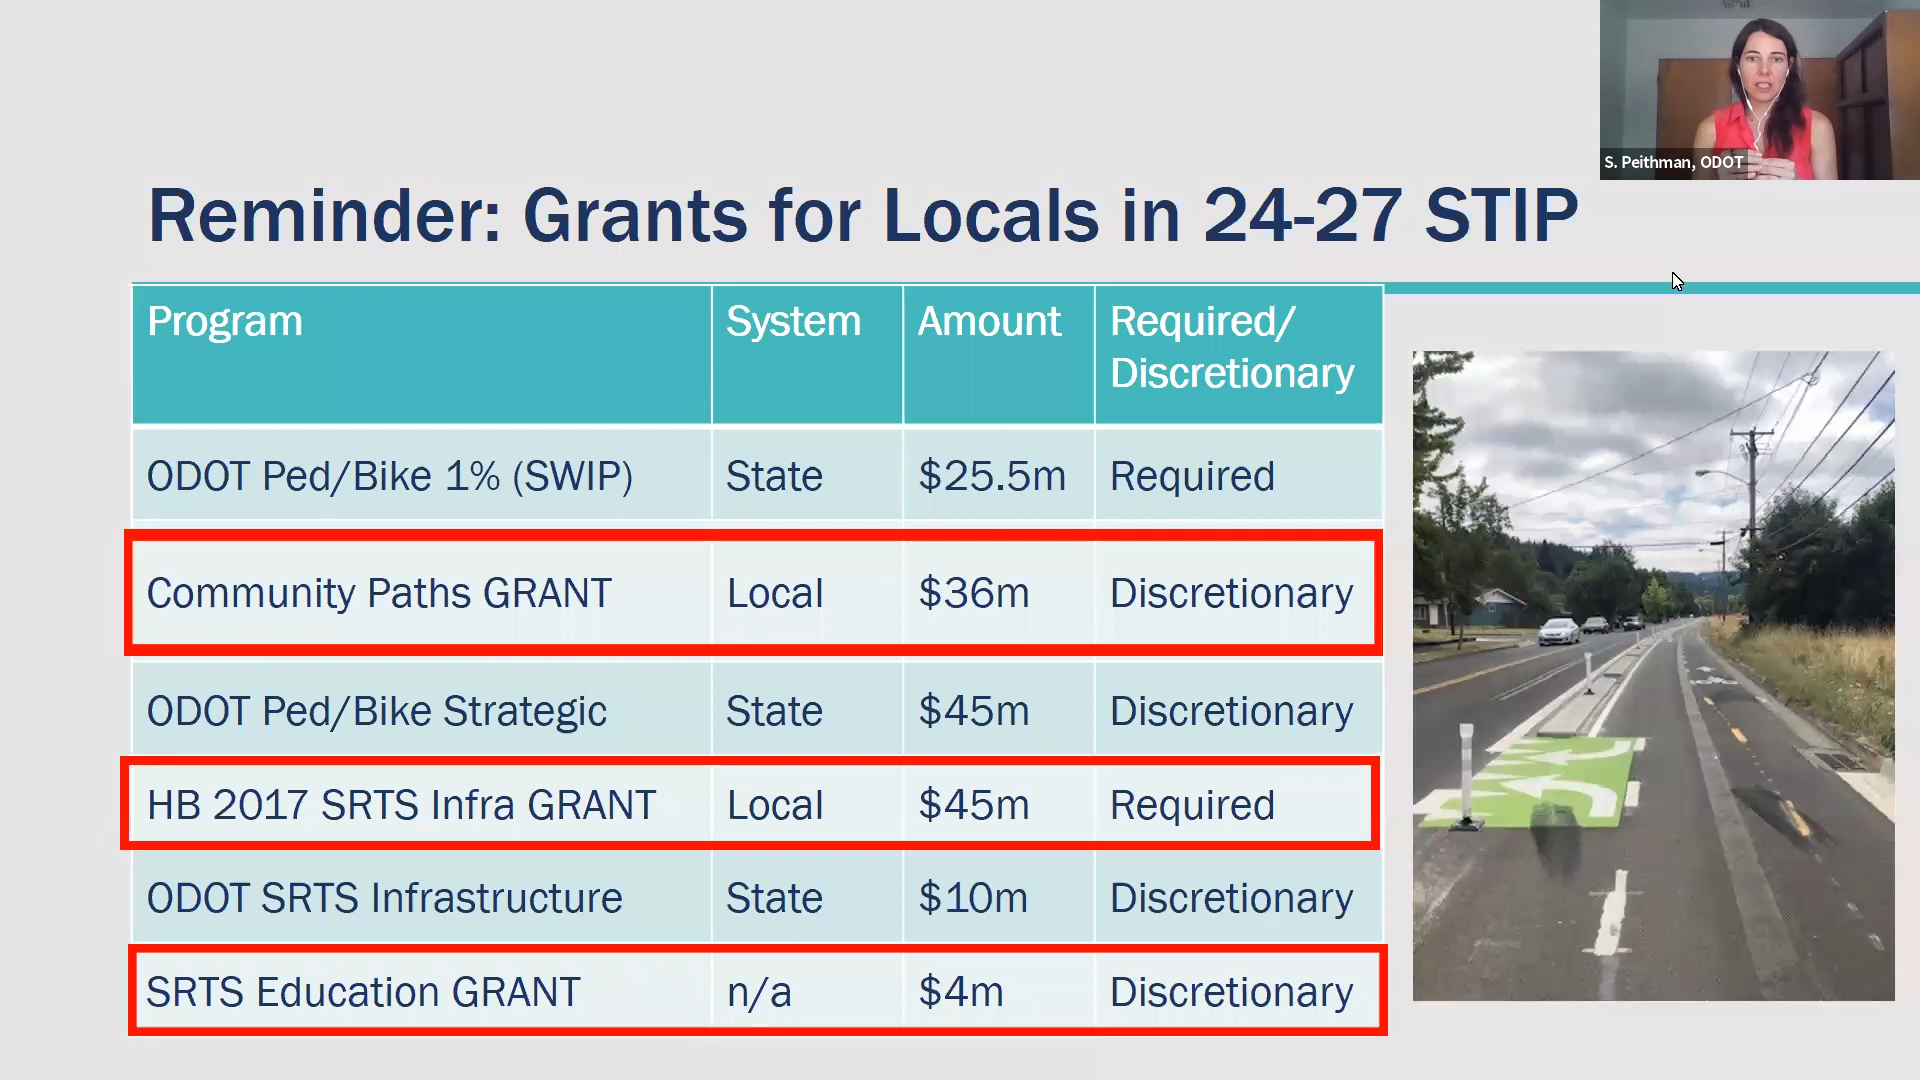 S. Peithman, ODOT
Reminder: Grants for Locals in 24-27 STIP
Program System Amount Required/
Discretionary
ODOT Ped/Bike 1% (SWIP) State $25.5m Required
Community Paths GRANT Local $36m Discretionary
ODOT Ped/Bike Strategic State $45m Discretionary
HB 2017 SRTS Infra GRANT Local $45m Required
ODOT SRTS Infrastructure State $10m Discretionary
SRTS Education GRANT n/a $4m Discretionary